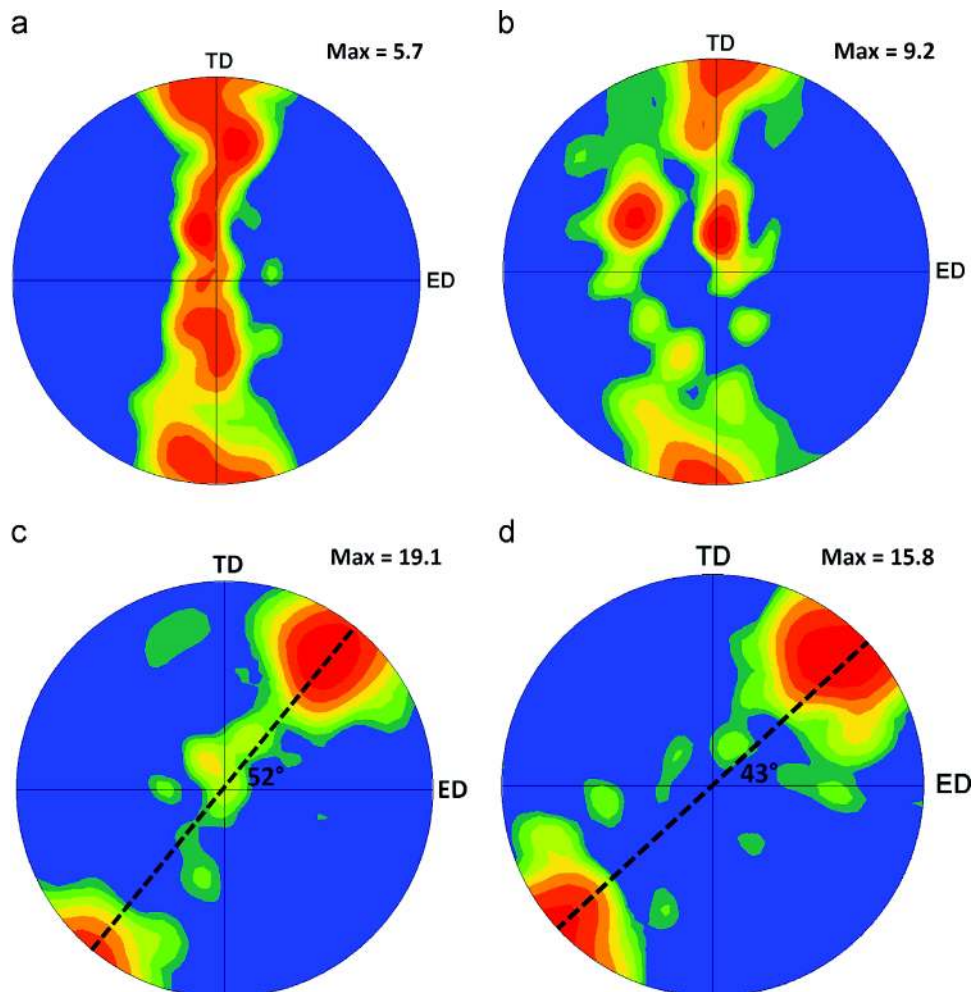 a
TD
Max = 5.7
ED
b
TD
Max = 9.2
ED
c
TD
Max = 19.1
52°
ED
d
TD
Max = 15.8
43°
ED